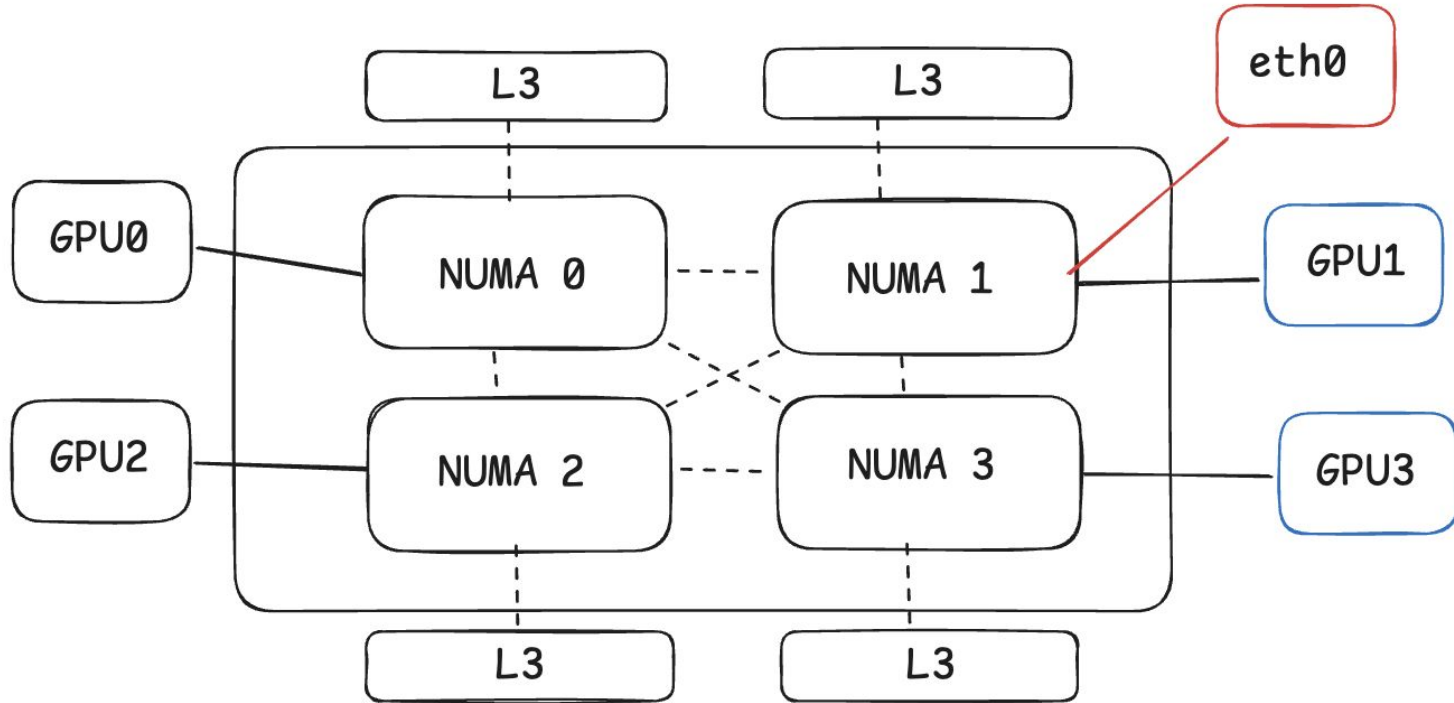 L3
L3
eth0
GPU0
NUMA 0
NUMA 1
GPU1
GPU2
NUMA 2
NUMA 3
GPU3
L3
L3